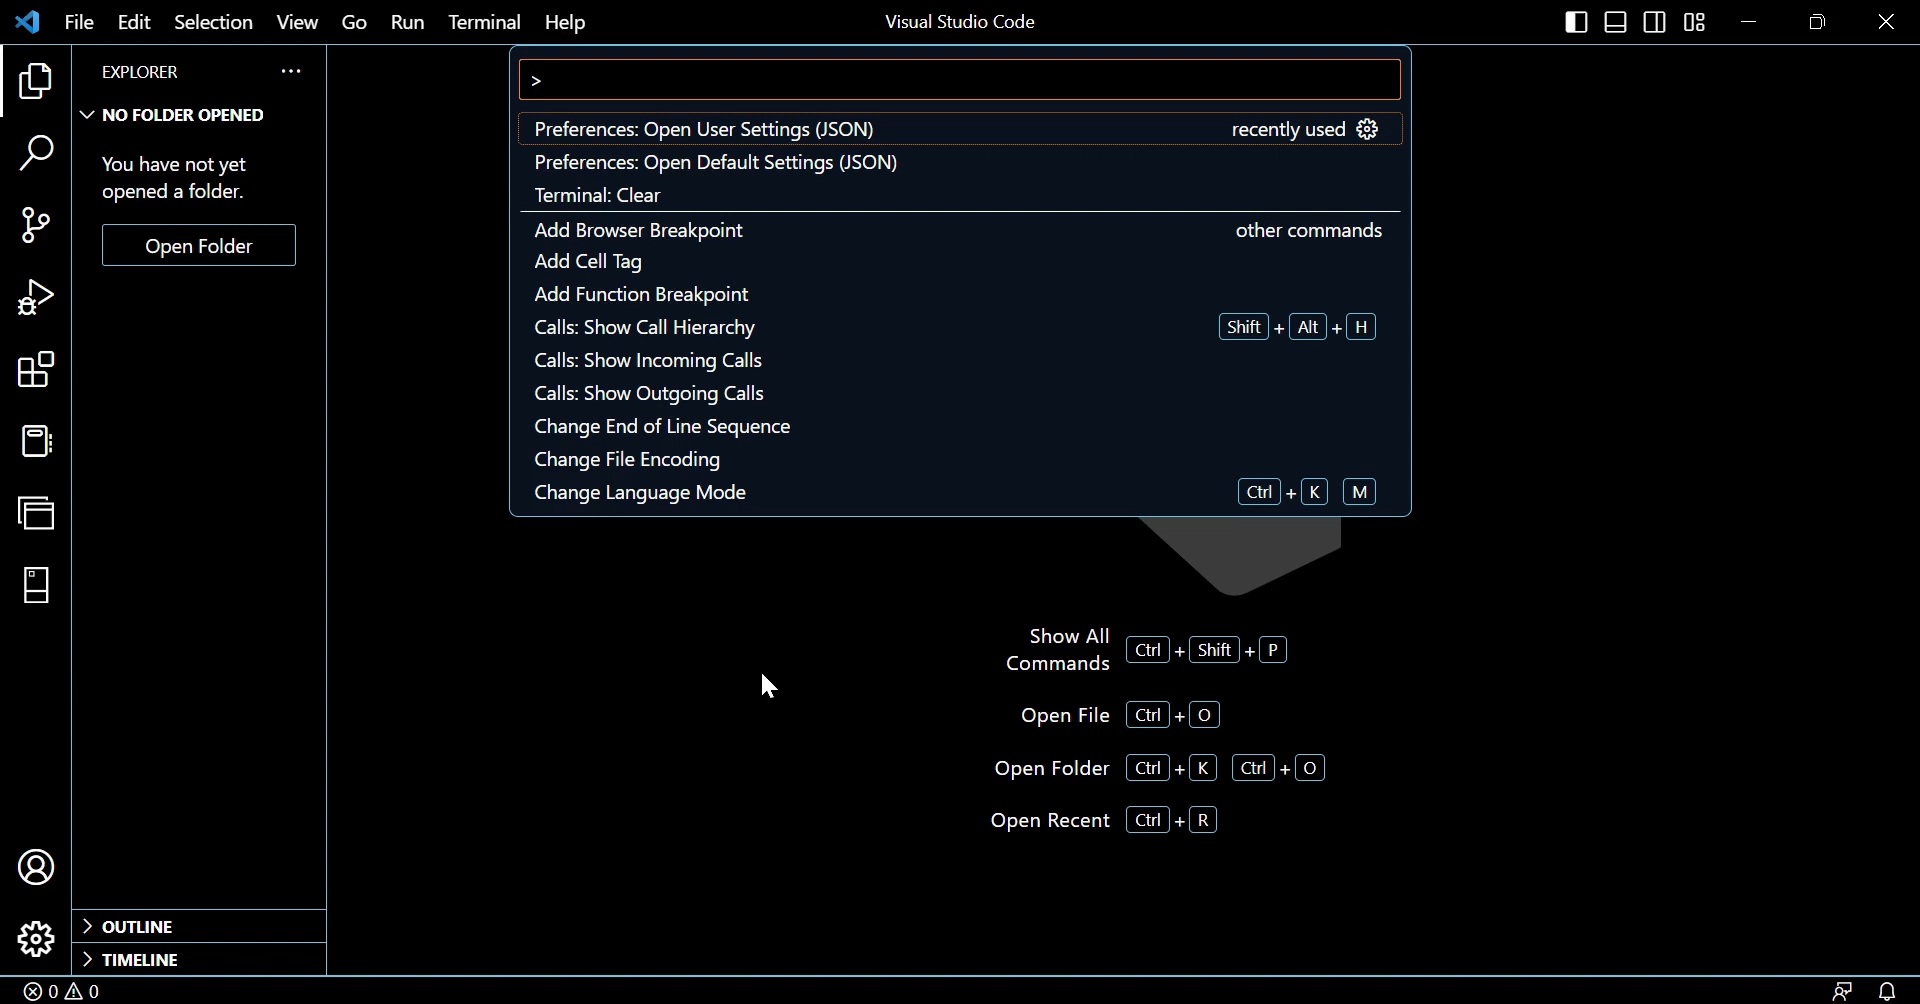 File Edit Selection View Go Run Terminal Help Visual Studio Code
EXPLORER
NO FOLDER OPENED
You have not yet
opened a folder.
Open Folder
OUTLINE
TIMELINE
>
Preferences: Open User Settings (JSON) recently used
Preferences: Open Default Settings (JSON)
Terminal: Clear
Add Browser Breakpoint other commands
Add Cell Tag
Add Function Breakpoint
Calls: Show Call Hierarchy Shift + Alt + H
Calls: Show Incoming Calls
Calls: Show Outgoing Calls
Change End of Line Sequence
Change File Encoding
Change Language Mode Ctrl + K M
Show All
Commands Ctrl + Shift + P
Open File Ctrl + O
Open Folder Ctrl + K Ctrl + O
Open Recent Ctrl + R
0 0